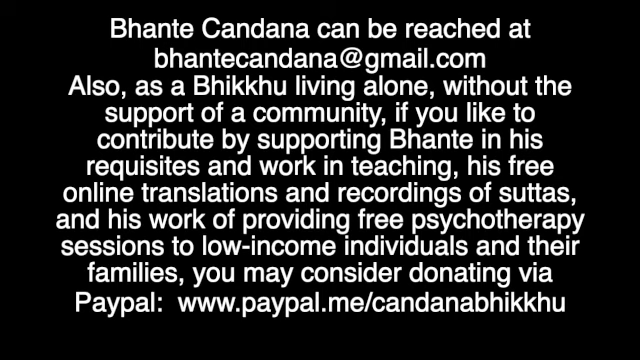 Bhante Candana can be reached at
bhantecandana@gmail.com
Also, as a Bhikkhu living alone, without the
support of a community, if you like to
contribute by supporting Bhante in his
requisites and work in teaching, his free
online translations and recordings of suttas,
and his work of providing free psychotherapy
sessions to low-income individuals and their
families, you may consider donating via
Paypal:  www.paypal.me/candanabhikkhu